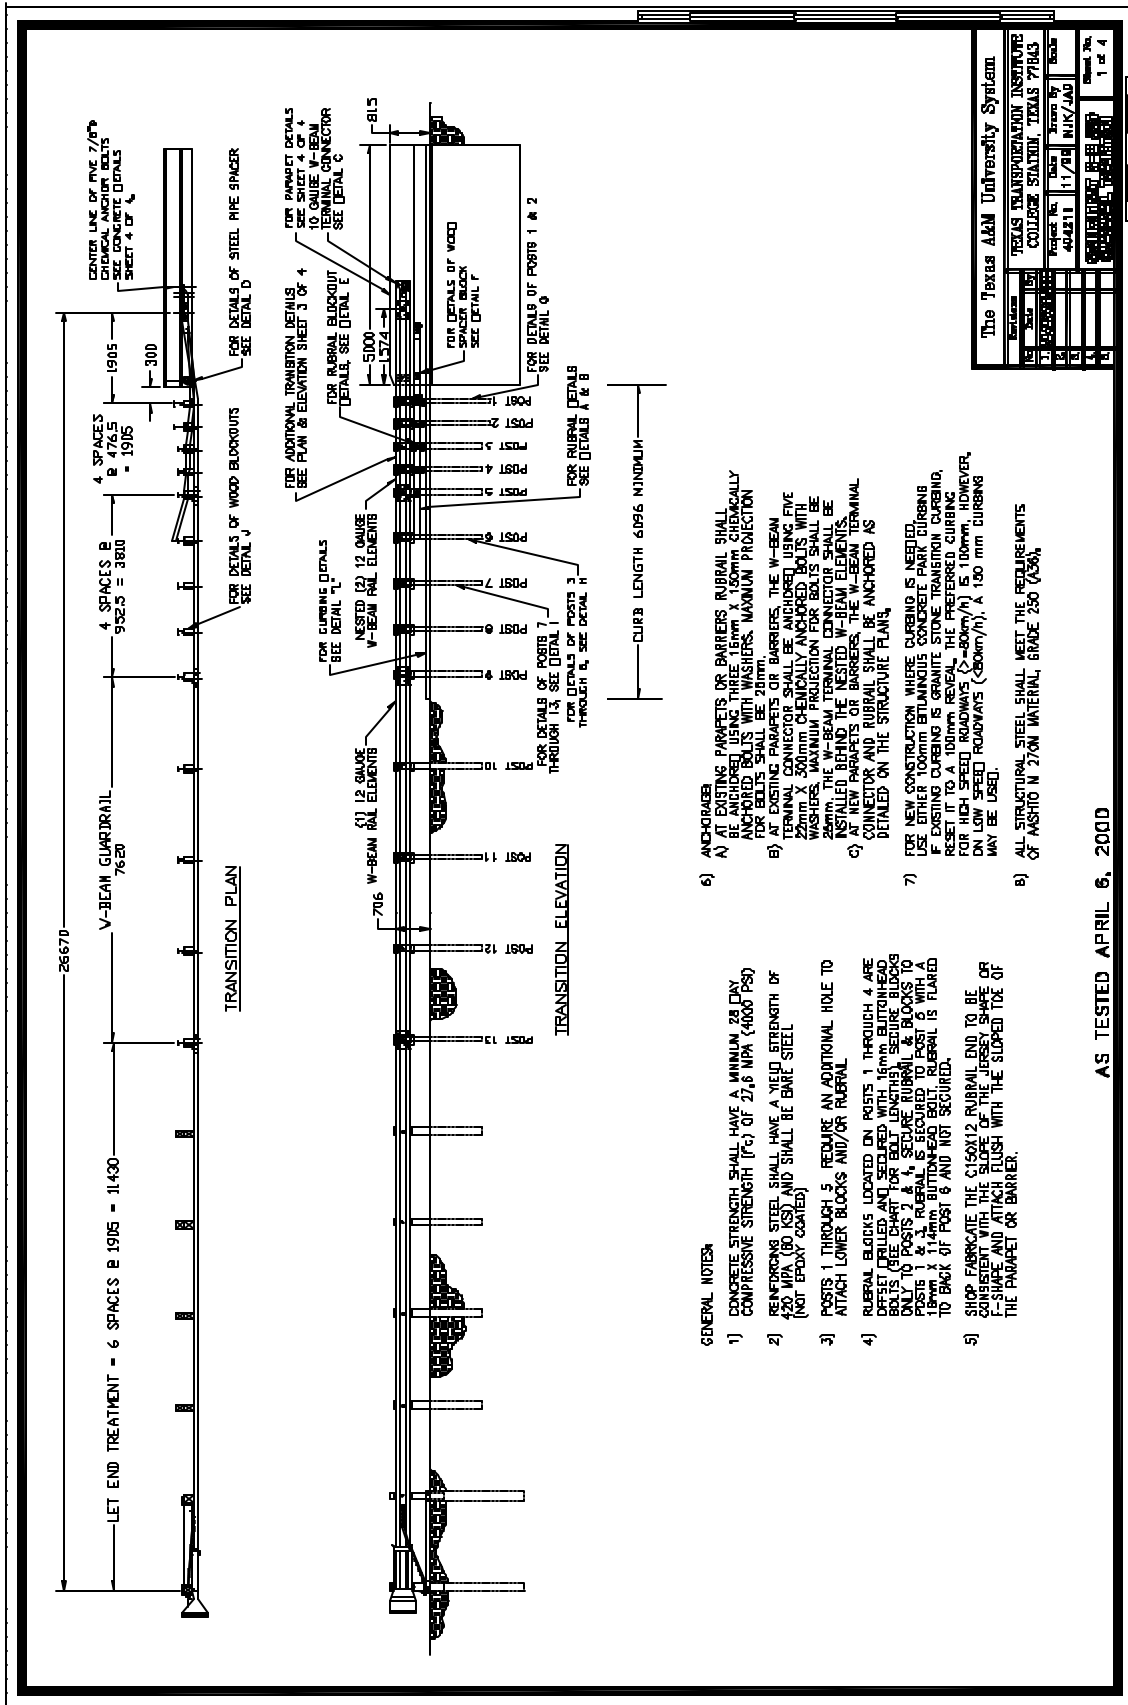 26670
LET END TREATMENT = 6 SPACES @ 1905 = 11430
W-BEAM GUARDRAIL
7620
4 SPACES @
952.5 = 3810
4 SPACES
@ 476.5
= 1905
1905
300
CENTER LINE OF FIVE 7/8"
CHEMICAL ANCHOR BOLTS
SEE CONCRETE DETAILS
SHEET 4 OF 4.
FOR DETAILS OF WOOD BLOCKOUTS
SEE DETAIL J
FOR DETAILS OF STEEL PIPE SPACER
SEE DETAIL D
TRANSITION PLAN
FOR CURBING DETAILS
SEE DETAIL "L"
FOR ADDITIONAL TRANSITION DETAILS
SEE PLAN & ELEVATION SHEET 3 OF 4
FOR PARAPET DETAILS
SEE SHEET 4 OF 4
10 GAUGE W-BEAM
TERMINAL CONNECTOR
SEE DETAIL C
FOR RUBRAIL BLOCKOUT
DETAILS, SEE DETAIL E
NESTED (2) 12 GAUGE
W-BEAM RAIL ELEMENTS
(1) 12 GAUGE
W-BEAM RAIL ELEMENTS
815
5000
1574
706
FOR DETAILS OF WOOD
SPACER BLOCK
SEE DETAIL F
POST 13
POST 12
POST 11
POST 10
POST 9
POST 8
POST 7
POST 6
POST 5
POST 4
POST 3
POST 2
POST 1
FOR DETAILS OF POSTS 1 & 2
SEE DETAIL G
FOR DETAILS OF POSTS 7
THROUGH 13, SEE DETAIL I
FOR DETAILS OF POSTS 3
THROUGH 6, SEE DETAIL H
FOR RUBRAIL DETAILS
SEE DETAILS A & B
TRANSITION ELEVATION
CURB LENGTH 6096 MINIMUM
GENERAL NOTES:
1) CONCRETE STRENGTH SHALL HAVE A MINIMUM 28 DAY
COMPRESSIVE STRENGTH (f'c) OF 27.6 MPA (4000 PSI)
2) REINFORCING STEEL SHALL HAVE A YIELD STRENGTH OF
420 MPA (60 KSI) AND SHALL BE BARE STEEL
(NOT EPOXY COATED)
3) POSTS 1 THROUGH 5 REQUIRE AN ADDITIONAL HOLE TO
ATTACH LOWER BLOCKS AND/OR RUBRAIL
4) RUBRAIL BLOCKS LOCATED ON POSTS 1 THROUGH 4 ARE
OFFSET DRILLED AND SECURED WITH 16mm BUTTONHEAD
BOLTS (SEE CHART FOR BOLT LENGTHS). SECURE BLOCKS
ONLY TO POSTS 2 & 4. SECURE RUBRAIL & BLOCKS TO
POSTS 1 & 3. RUBRAIL IS SECURED TO POST 5 WITH A
16mm X 114mm BUTTONHEAD BOLT. RUBRAIL IS FLARED
TO BACK OF POST 6 AND NOT SECURED.
5) SHOP FABRICATE THE C150X12 RUBRAIL END TO BE
CONSISTENT WITH THE SLOPE OF THE JERSEY SHAPE OR
F-SHAPE AND ATTACH FLUSH WITH THE SLOPED TOE OF
THE PARAPET OR BARRIER.
6) ANCHORAGE:
A) AT EXISTING PARAPETS OR BARRIERS RUBRAIL SHALL
BE ANCHORED USING THREE 16mm X 150mm CHEMICALLY
ANCHORED BOLTS WITH WASHERS. MAXIMUM PROJECTION
FOR BOLTS SHALL BE 25mm.
B) AT EXISTING PARAPETS OR BARRIERS, THE W-BEAM
TERMINAL CONNECTOR SHALL BE ANCHORED USING FIVE
22mm X 300mm CHEMICALLY ANCHORED BOLTS WITH
WASHERS. MAXIMUM PROJECTION FOR BOLTS SHALL BE
25mm. THE W-BEAM TERMINAL CONNECTOR SHALL BE
INSTALLED BEHIND THE NESTED W-BEAM ELEMENTS.
C) AT NEW PARAPETS OR BARRIERS, THE W-BEAM TERMINAL
CONNECTOR AND RUBRAIL SHALL BE ANCHORED AS
DETAILED ON THE STRUCTURE PLANS.
7) FOR NEW CONSTRUCTION WHERE CURBING IS NEEDED,
USE EITHER 100mm BITUMINOUS CONCRETE PARK CURBING
IF EXISTING CURBING IS GRANITE STONE TRANSITION CURBING,
RESET IT TO A 100mm REVEAL. THE PREFERRED CURBING
FOR HIGH SPEED ROADWAYS (>=80km/h) IS 100mm. HOWEVER,
ON LOW SPEED ROADWAYS (<80km/h), A 150 mm CURBING
MAY BE USED.
8) ALL STRUCTURAL STEEL SHALL MEET THE REQUIREMENTS
OF AASHTO M 270M MATERIAL, GRADE 250 (A36).
AS TESTED APRIL 6, 2000
The Texas A&M University System
TEXAS TRANSPORTATION INSTITUTE
COLLEGE STATION, TEXAS 77843
Revisions
No. Date By
Project No. Date Drawn By Scale
404211 11/99 NJK/JAD
Sheet No.
1 of 4